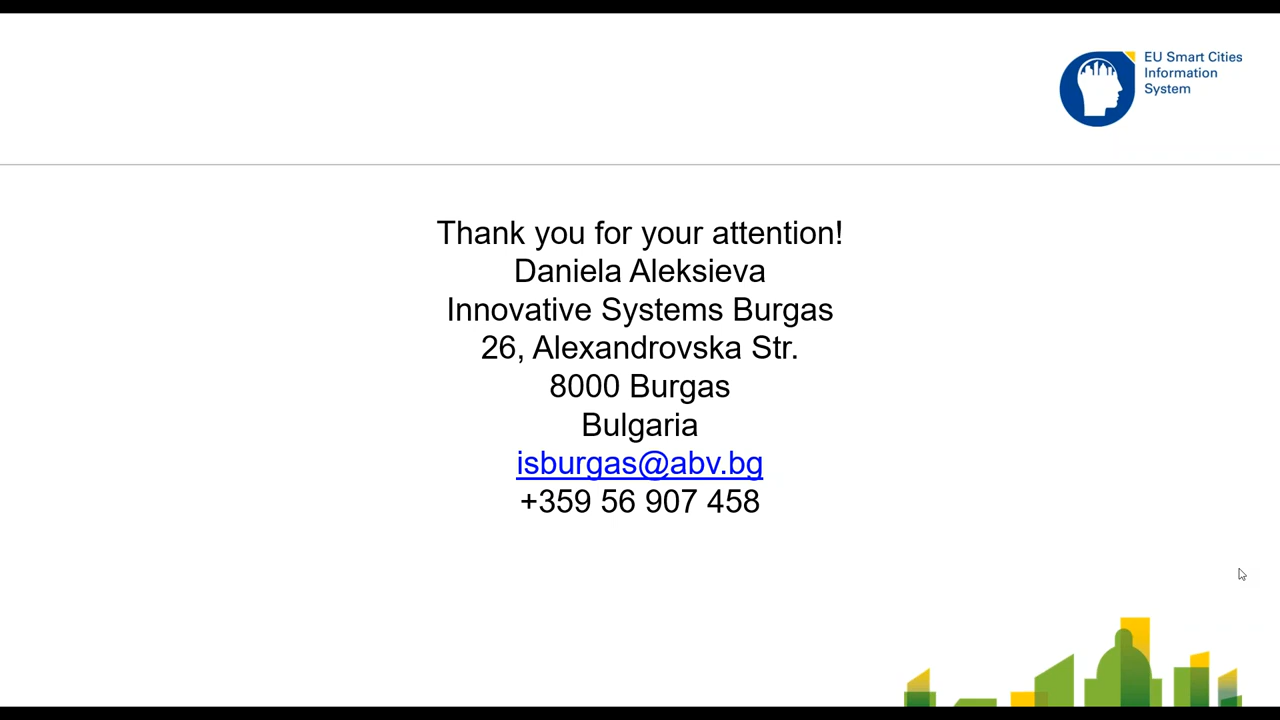 EU Smart Cities
Information
System
Thank you for your attention!
Daniela Aleksieva
Innovative Systems Burgas
26, Alexandrovska Str.
8000 Burgas
Bulgaria
isburgas@abv.bg
+359 56 907 458